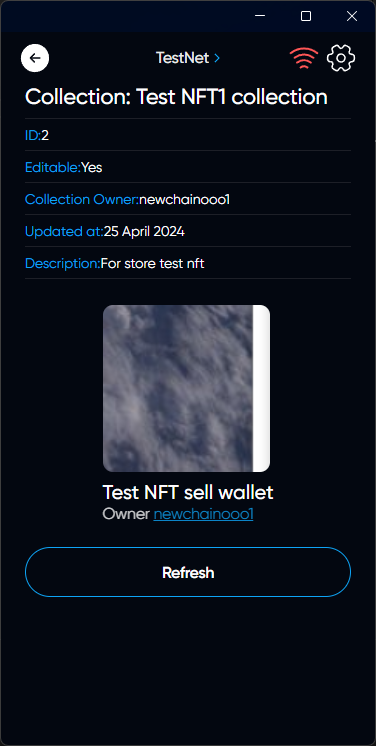 TestNet
Collection: Test NFT1 collection
ID:2
Editable:Yes
Collection Owner:newchainooo1
Updated at:25 April 2024
Description:For store test nft
Test NFT sell wallet
Owner newchainooo1
Refresh